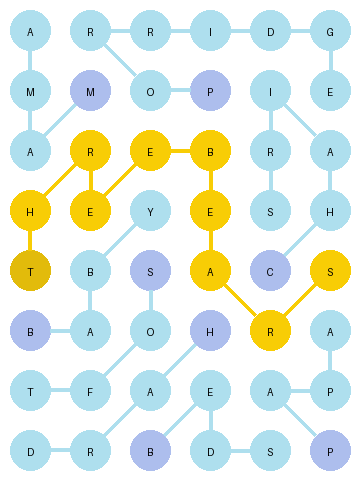 A R R I D G
M M O P I E
A R E B R A
H E Y E S H
T B S A C S
B A O H R A
T F A E A P
D R B D S P